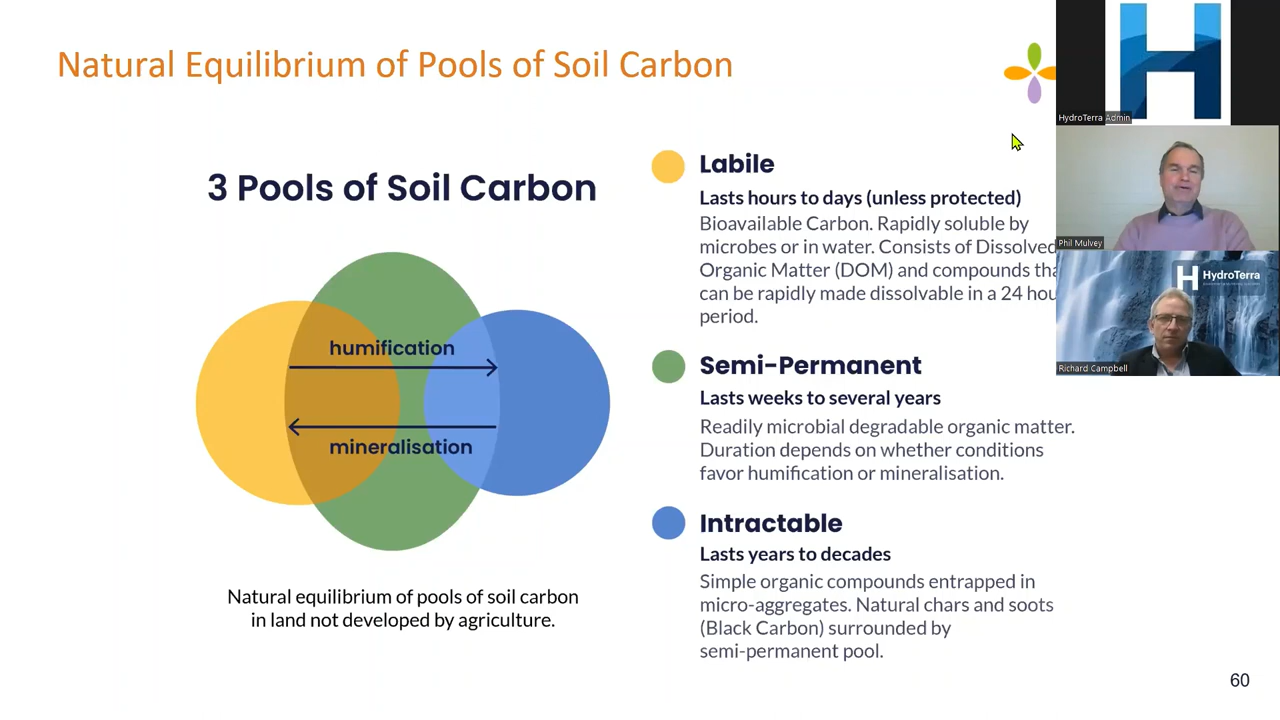 Natural Equilibrium of Pools of Soil Carbon
HydroTerra Admin
3 Pools of Soil Carbon
humification
mineralisation
Natural equilibrium of pools of soil carbon
in land not developed by agriculture.
Labile
Lasts hours to days (unless protected)
Bioavailable Carbon. Rapidly soluble by
microbes or in water. Consists of Dissolved
Organic Matter (DOM) and compounds tha
can be rapidly made dissolvable in a 24 hou
period.
Semi-Permanent
Lasts weeks to several years
Readily microbial degradable organic matter.
Duration depends on whether conditions
favor humification or mineralisation.
Intractable
Lasts years to decades
Simple organic compounds entrapped in
micro-aggregates. Natural chars and soots
(Black Carbon) surrounded by
semi-permanent pool.
Phil Mulvey
H HydroTerra
Richard Campbell
60